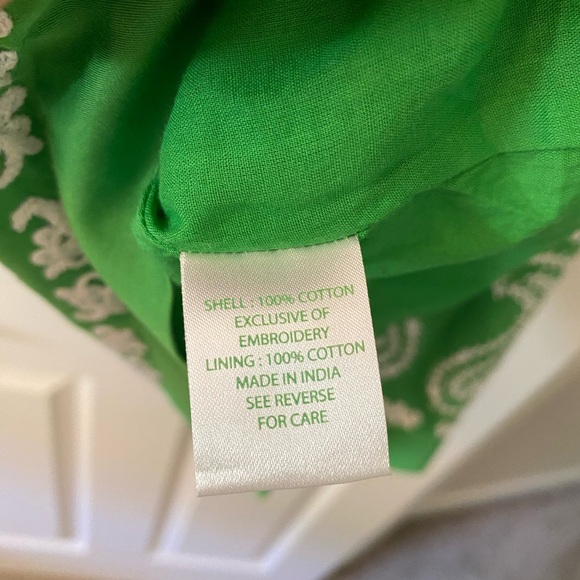 SHELL : 100% COTTON
EXCLUSIVE OF
EMBROIDERY
LINING : 100% COTTON
MADE IN INDIA
SEE REVERSE
FOR CARE